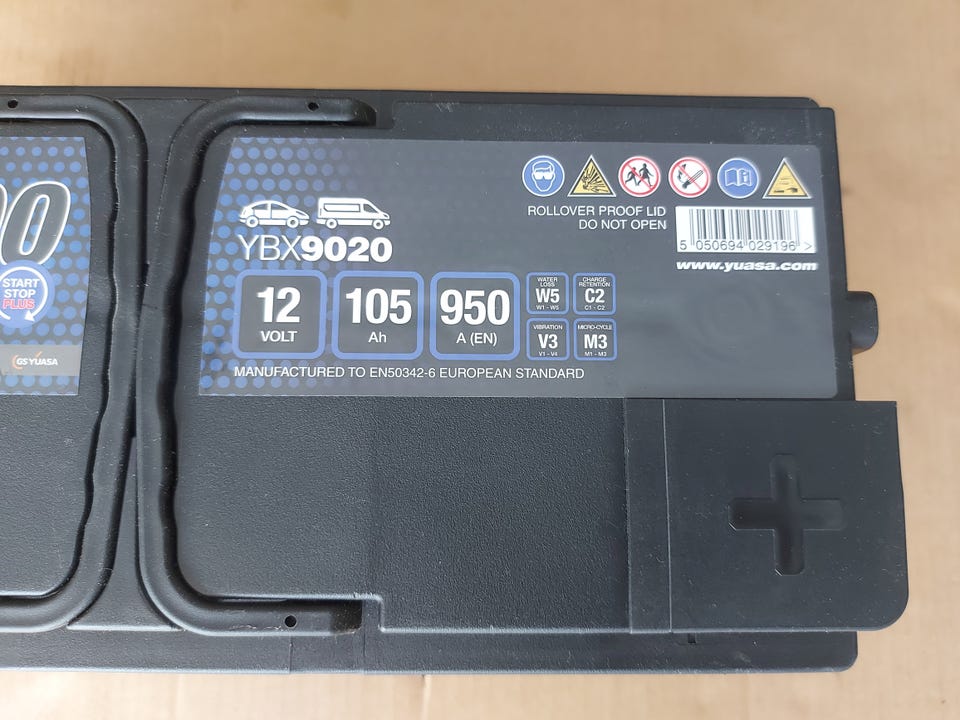 00
START
STOP
PLUS
GS YUASA
YBX9020
12
VOLT
105
Ah
950
A (EN)
WATER
LOSS
W5
W1 - W5
CHARGE
RETENTION
C2
C1 - C2
VIBRATION
V3
V1 - V4
MICRO-CYCLE
M3
M1 - M3
MANUFACTURED TO EN50342-6 EUROPEAN STANDARD
ROLLOVER PROOF LID
DO NOT OPEN
5 050694 029196 >
www.yuasa.com
+